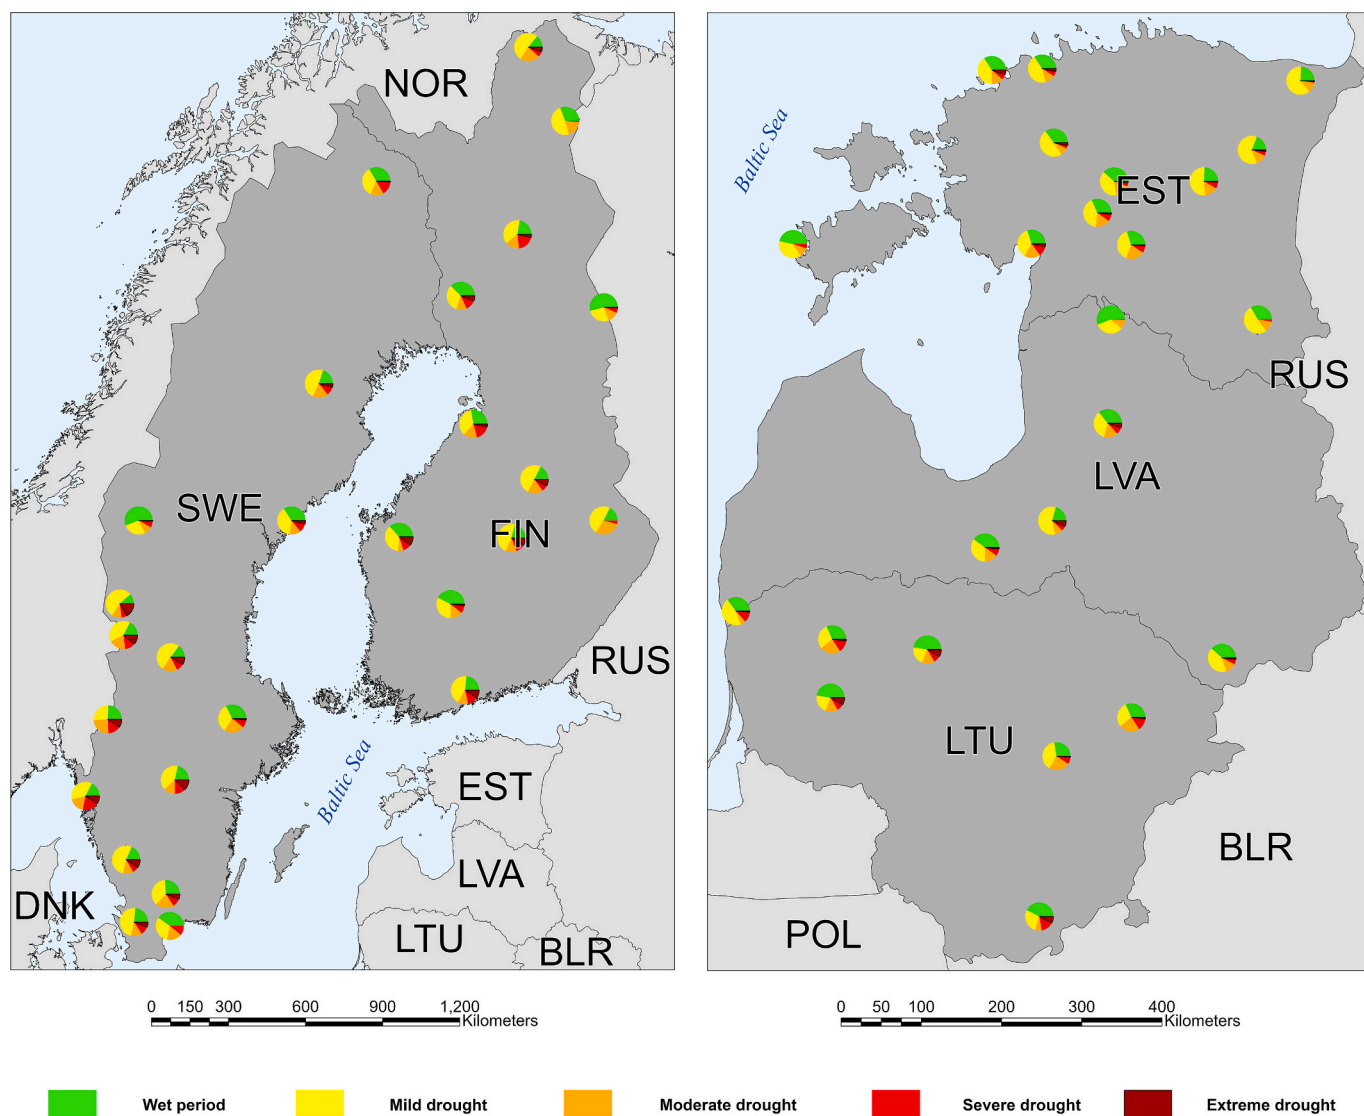 NOR
SWE
FIN
RUS
Baltic Sea
EST
LVA
DNK
LTU
BLR
Baltic Sea
EST
RUS
LVA
LTU
BLR
POL
0 150 300 600 900 1,200
Kilometers
0 50 100 200 300 400
Kilometers
Wet period Mild drought Moderate drought Severe drought Extreme drought